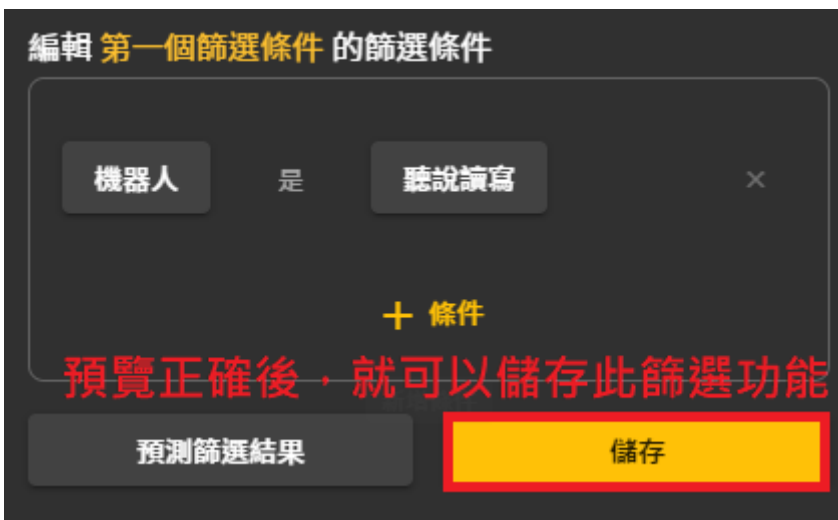 編輯 第一個篩選條件 的篩選條件
機器人 是 聽說讀寫 ×
＋ 條件
預覽正確後，就可以儲存此篩選功能
預測篩選結果 儲存